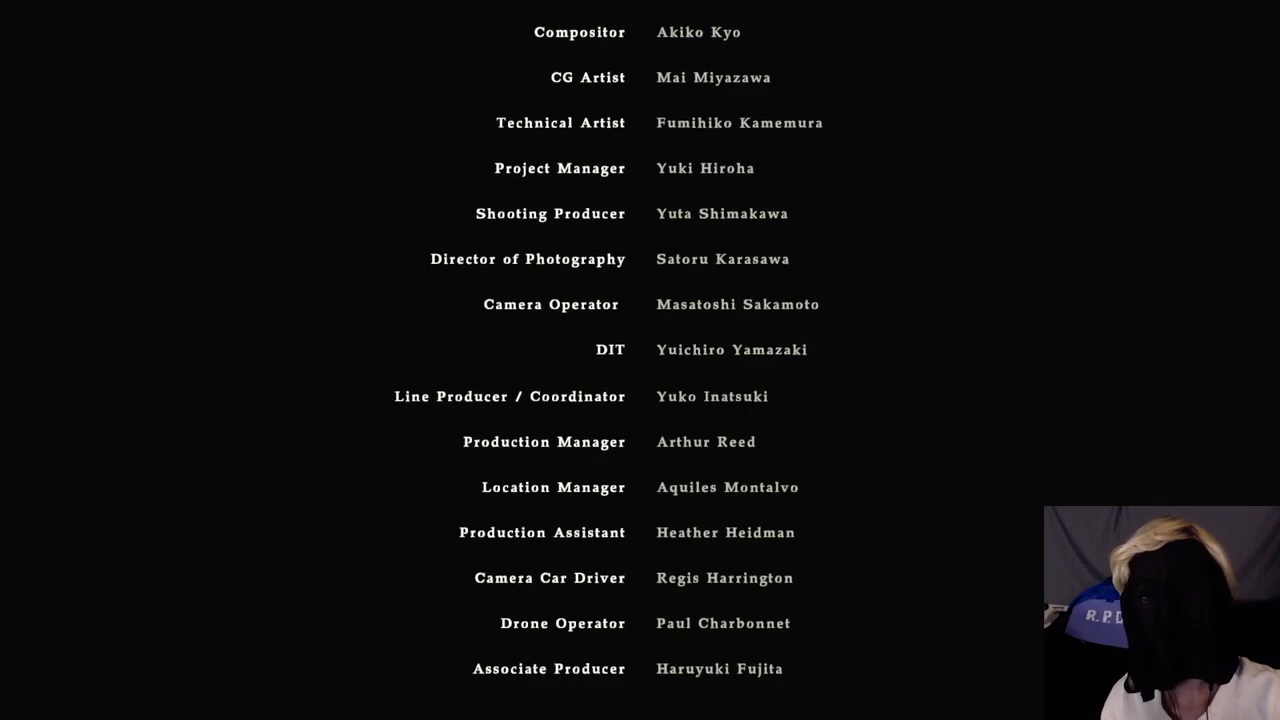 Compositor Akiko Kyo
CG Artist Mai Miyazawa
Technical Artist Fumihiko Kamemura
Project Manager Yuki Hiroha
Shooting Producer Yuta Shimakawa
Director of Photography Satoru Karasawa
Camera Operator Masatoshi Sakamoto
DIT Yuichiro Yamazaki
Line Producer / Coordinator Yuko Inatsuki
Production Manager Arthur Reed
Location Manager Aquiles Montalvo
Production Assistant Heather Heidman
Camera Car Driver Regis Harrington
Drone Operator Paul Charbonnet
Associate Producer Haruyuki Fujita
R.P.D